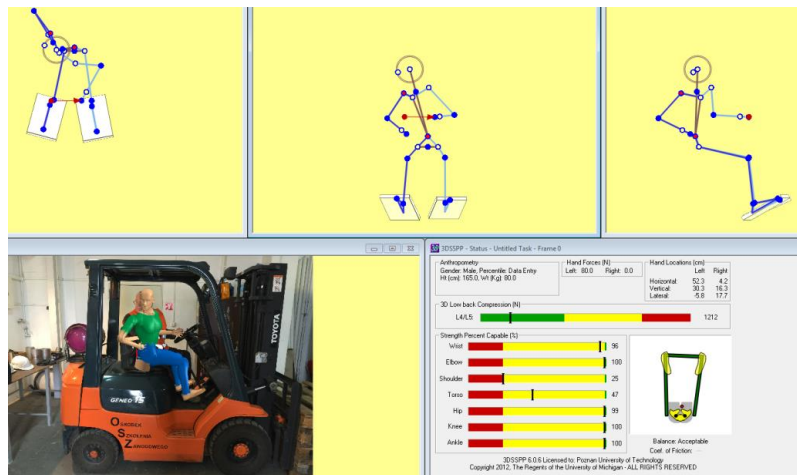 GENEO 15
TOYOTA
OŚRODEK
SZKOLENIA
ZAWODOWEGO
3DSSPP - Status - Untitled Task - Frame 0
Anthropometry
Gender: Male, Percentile: Data Entry
Ht (cm): 165.0, Wt (Kg): 80.0
Hand Forces (N)
Left: 80.0 Right: 0.0
Hand Locations (cm)
Left Right
Horizontal: 52.3 4.2
Vertical: 30.3 16.3
Lateral: -5.8 17.7
3D Low back Compression (N)
L4/L5: 1212
Strength Percent Capable (%)
Wrist 96
Elbow 100
Shoulder 25
Torso 47
Hip 99
Knee 100
Ankle 100
Balance: Acceptable
Coef. of Friction: ---
3DSSPP 6.0.6 Licensed to: Poznan University of Technology
Copyright 2012, The Regents of the University of Michigan - ALL RIGHTS RESERVED